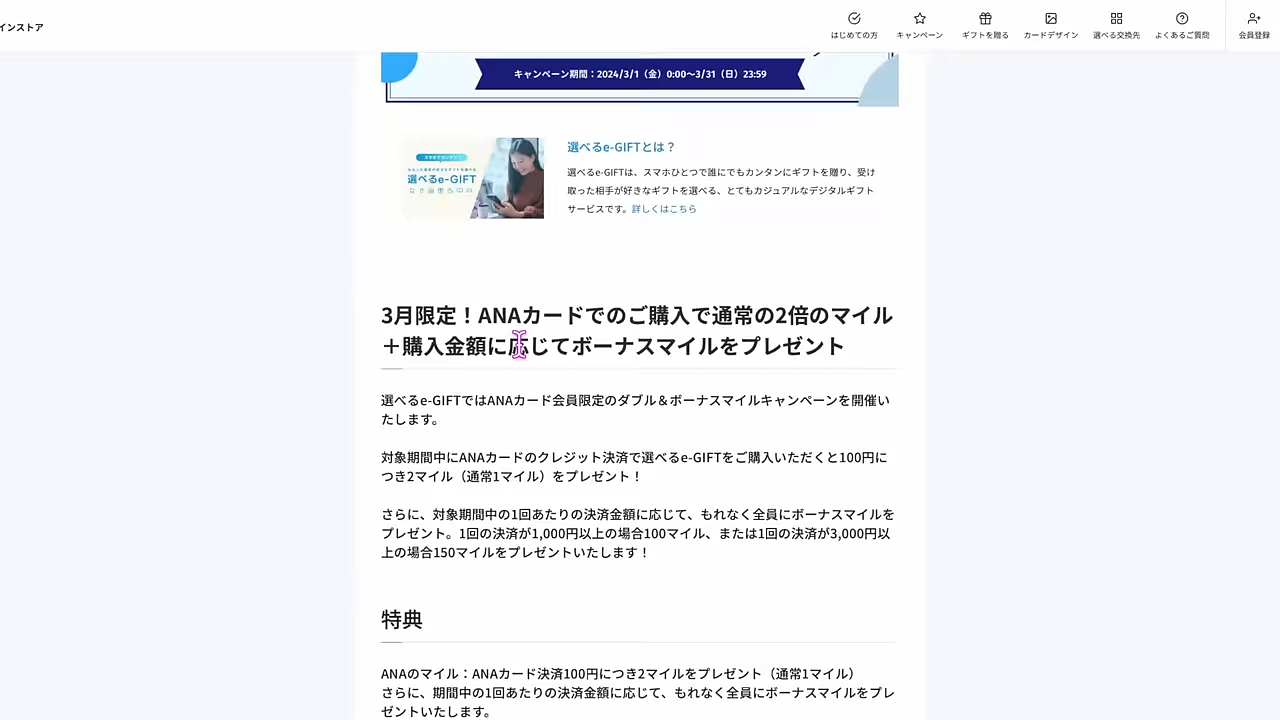 インストア
はじめての方
キャンペーン
ギフトを贈る
カードデザイン
選べる交換先
よくあるご質問
会員登録
キャンペーン期間：2024/3/1（金）0:00〜3/31（日）23:59
選べるe-GIFT
選べるe-GIFTとは？
選べるe-GIFTは、スマホひとつで誰にでもカンタンにギフトを贈り、受け
取った相手が好きなギフトを選べる、とてもカジュアルなデジタルギフト
サービスです。詳しくはこちら
3月限定！ANAカードでのご購入で通常の2倍のマイル
＋購入金額に応じてボーナスマイルをプレゼント
選べるe-GIFTではANAカード会員限定のダブル＆ボーナスマイルキャンペーンを開催い
たします。
対象期間中にANAカードのクレジット決済で選べるe-GIFTをご購入いただくと100円に
つき2マイル（通常1マイル）をプレゼント！
さらに、対象期間中の1回あたりの決済金額に応じて、もれなく全員にボーナスマイルを
プレゼント。1回の決済が1,000円以上の場合100マイル、または1回の決済が3,000円以
上の場合150マイルをプレゼントいたします！
特典
ANAのマイル：ANAカード決済100円につき2マイルをプレゼント（通常1マイル）
さらに、期間中の1回あたりの決済金額に応じて、もれなく全員にボーナスマイルをプレ
ゼントいたします。